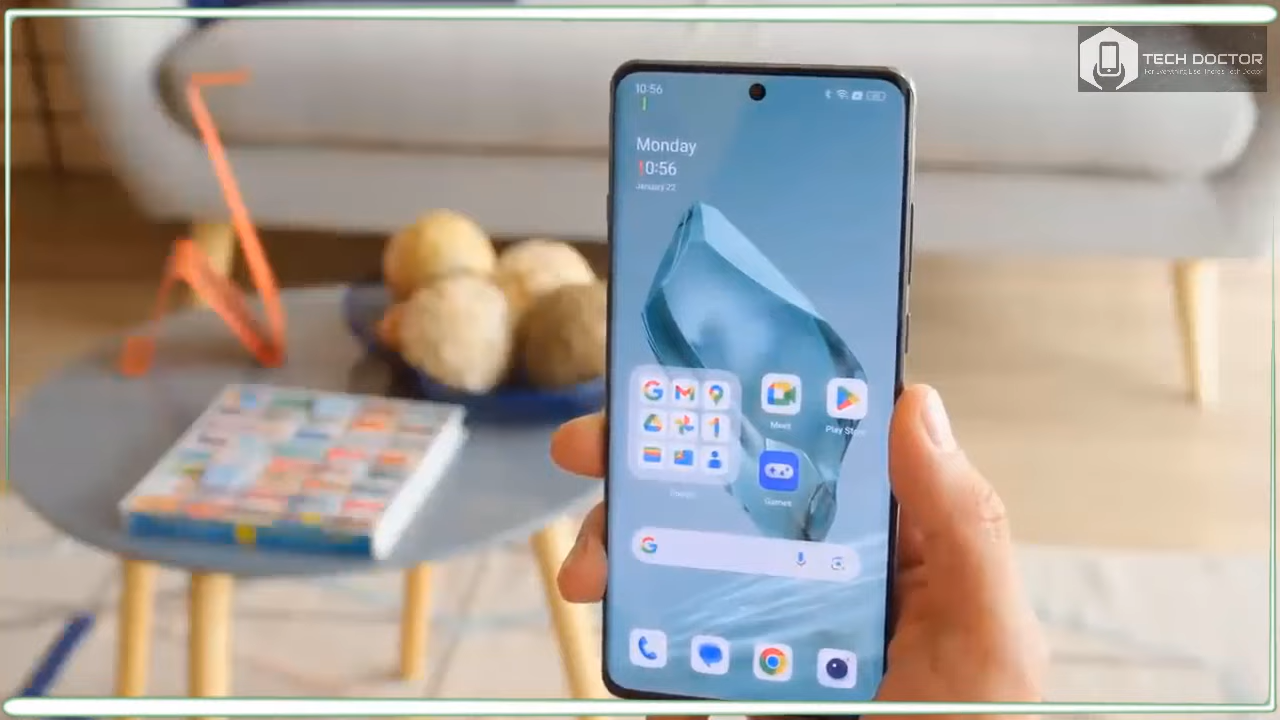 TECH DOCTOR
10:56
Monday
10:56
January 22
Meet
Play Store
Games